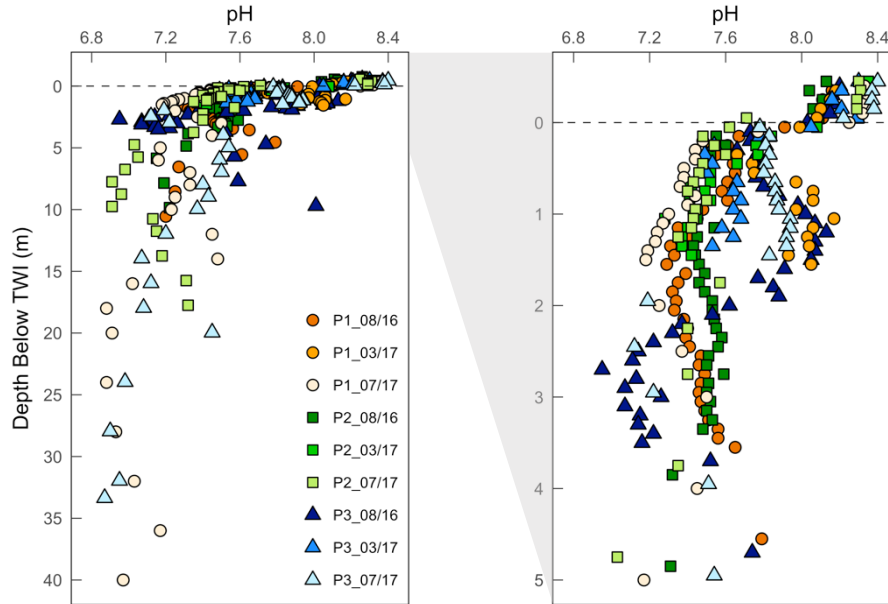 pH
pH
6.8 7.2 7.6 8.0 8.4
6.8 7.2 7.6 8.0 8.4
Depth Below TWI (m)
0
5
10
15
20
25
30
35
40
P1_08/16
P1_03/17
P1_07/17
P2_08/16
P2_03/17
P2_07/17
P3_08/16
P3_03/17
P3_07/17
0
1
2
3
4
5